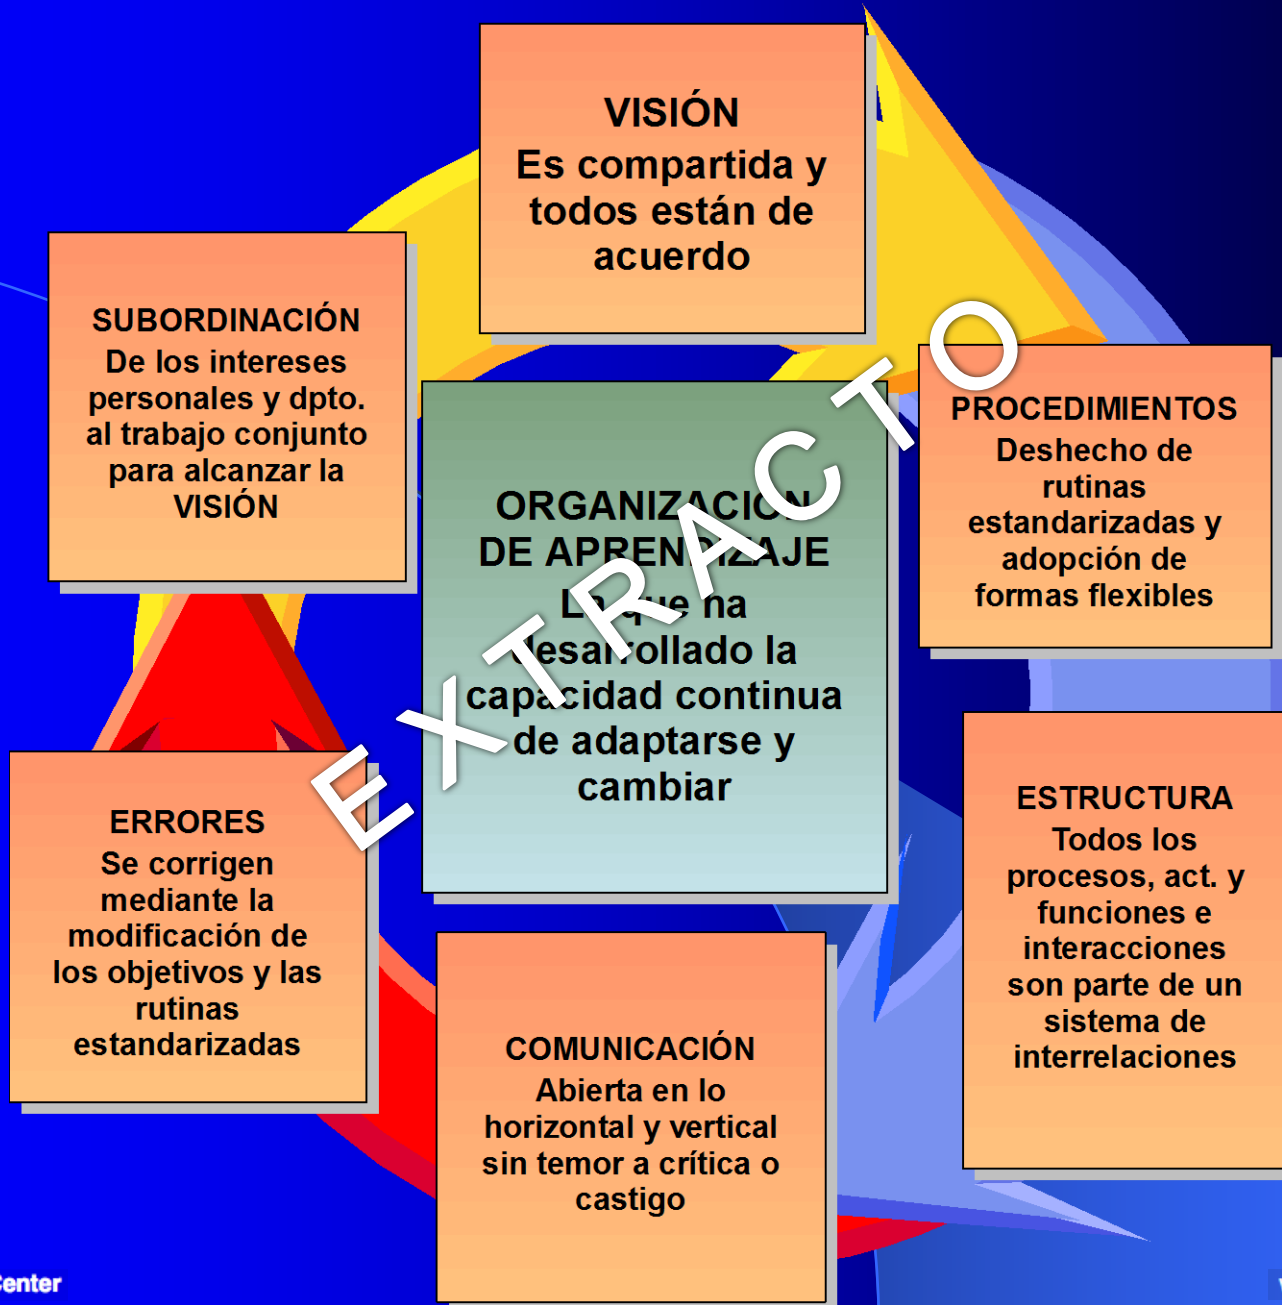 VISIÓN
Es compartida y
todos están de
acuerdo
SUBORDINACIÓN
De los intereses
personales y dpto.
al trabajo conjunto
para alcanzar la
VISIÓN
PROCEDIMIENTOS
Deshecho de
rutinas
estandarizadas y
adopción de
formas flexibles
ORGANIZACION
DE APRENDIZAJE
La que ha
desarrollado la
capacidad continua
de adaptarse y
cambiar
EXTRACTO
ERRORES
Se corrigen
mediante la
modificación de
los objetivos y las
rutinas
estandarizadas
ESTRUCTURA
Todos los
procesos, act. y
funciones e
interacciones
son parte de un
sistema de
interrelaciones
COMUNICACIÓN
Abierta en lo
horizontal y vertical
sin temor a crítica o
castigo
Center